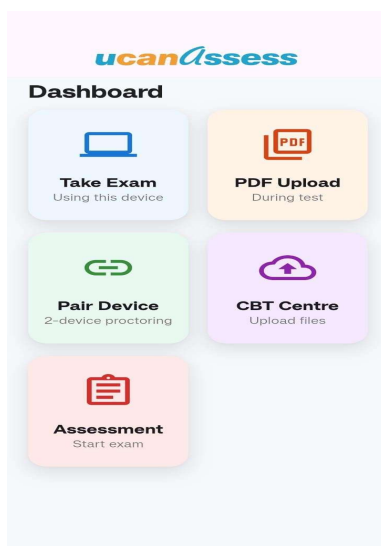 ucanAssess
Dashboard
Take Exam
Using this device
PDF
PDF Upload
During test
Pair Device
2-device proctoring
CBT Centre
Upload files
Assessment
Start exam